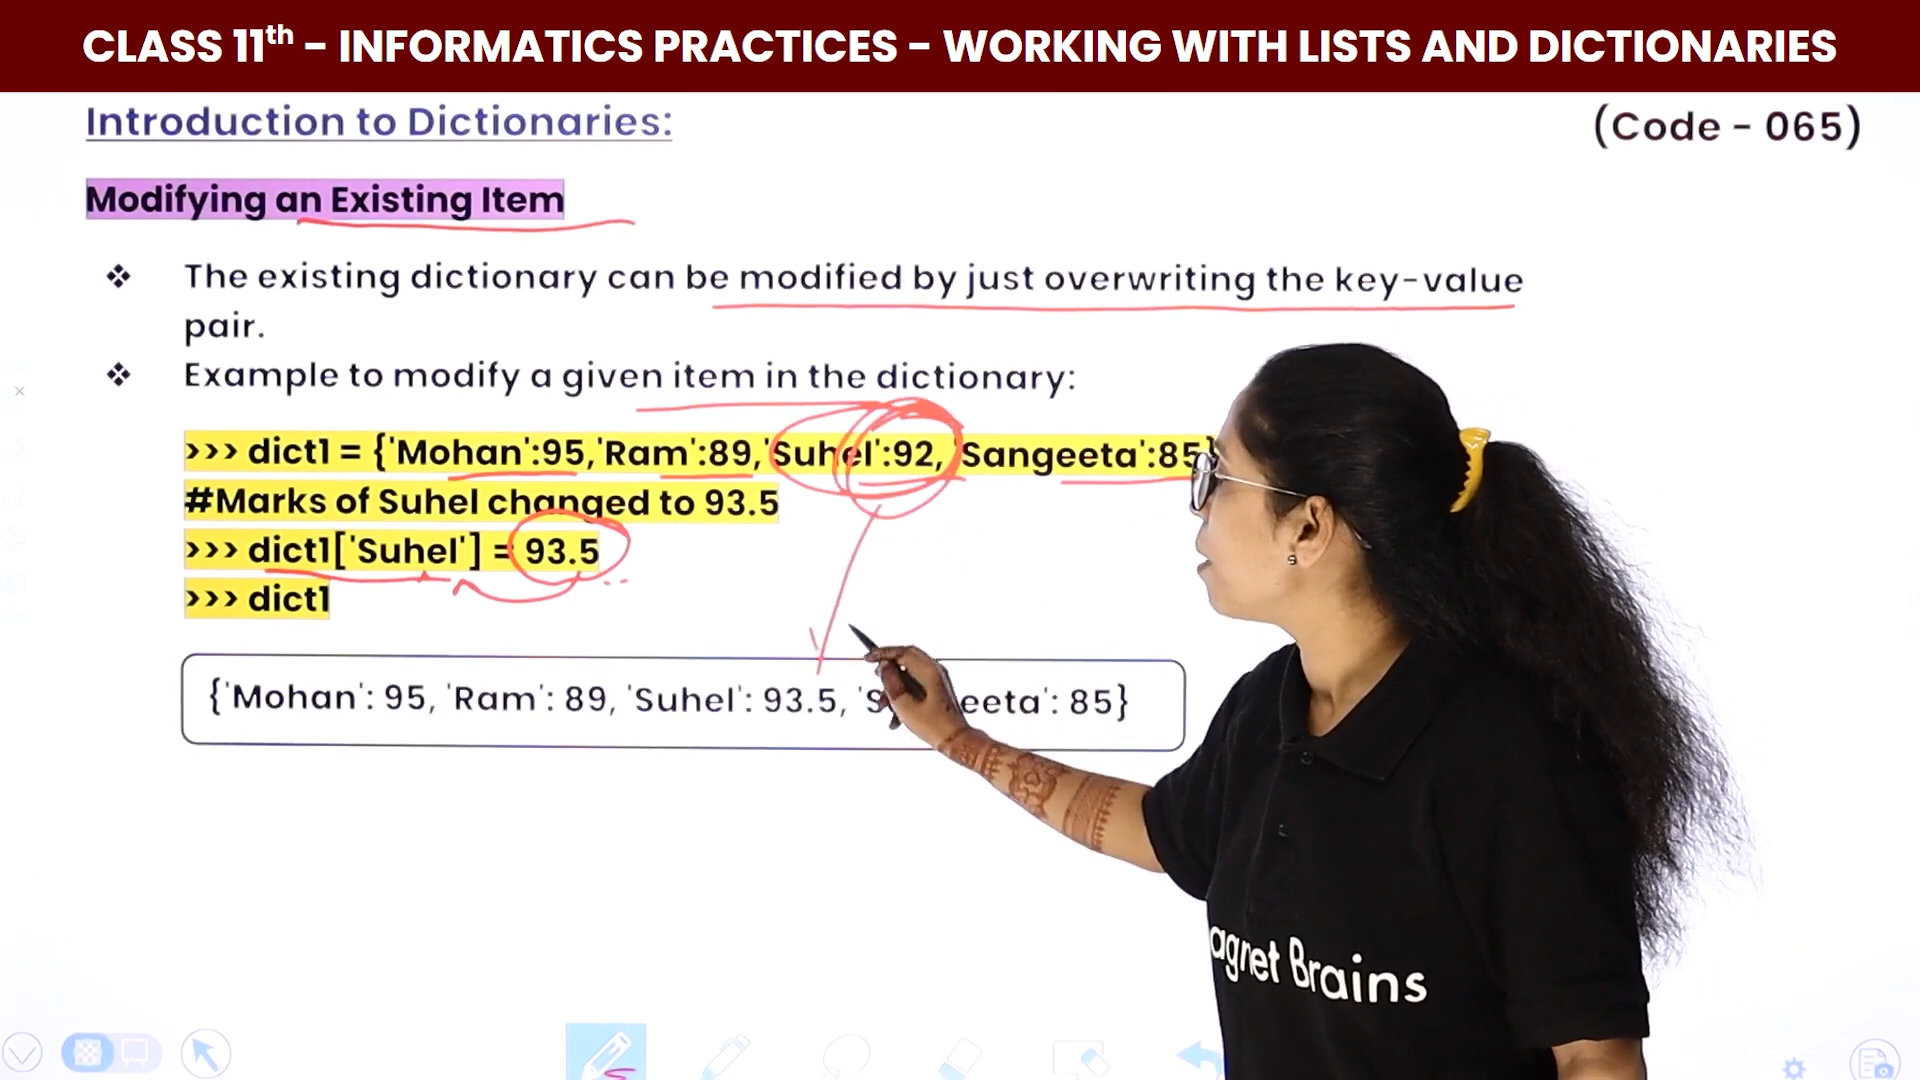 CLASS 11th – INFORMATICS PRACTICES – WORKING WITH LISTS AND DICTIONARIES
Introduction to Dictionaries:
(Code - 065)
Modifying an Existing Item
❖ The existing dictionary can be modified by just overwriting the key-value
pair.
❖ Example to modify a given item in the dictionary:
>>> dict1 = {'Mohan':95,'Ram':89,'Suhel':92, 'Sangeeta':85}
#Marks of Suhel changed to 93.5
>>> dict1['Suhel'] = 93.5
>>> dict1
{'Mohan': 95, 'Ram': 89, 'Suhel': 93.5, 'S eeta': 85}
agnet Brains